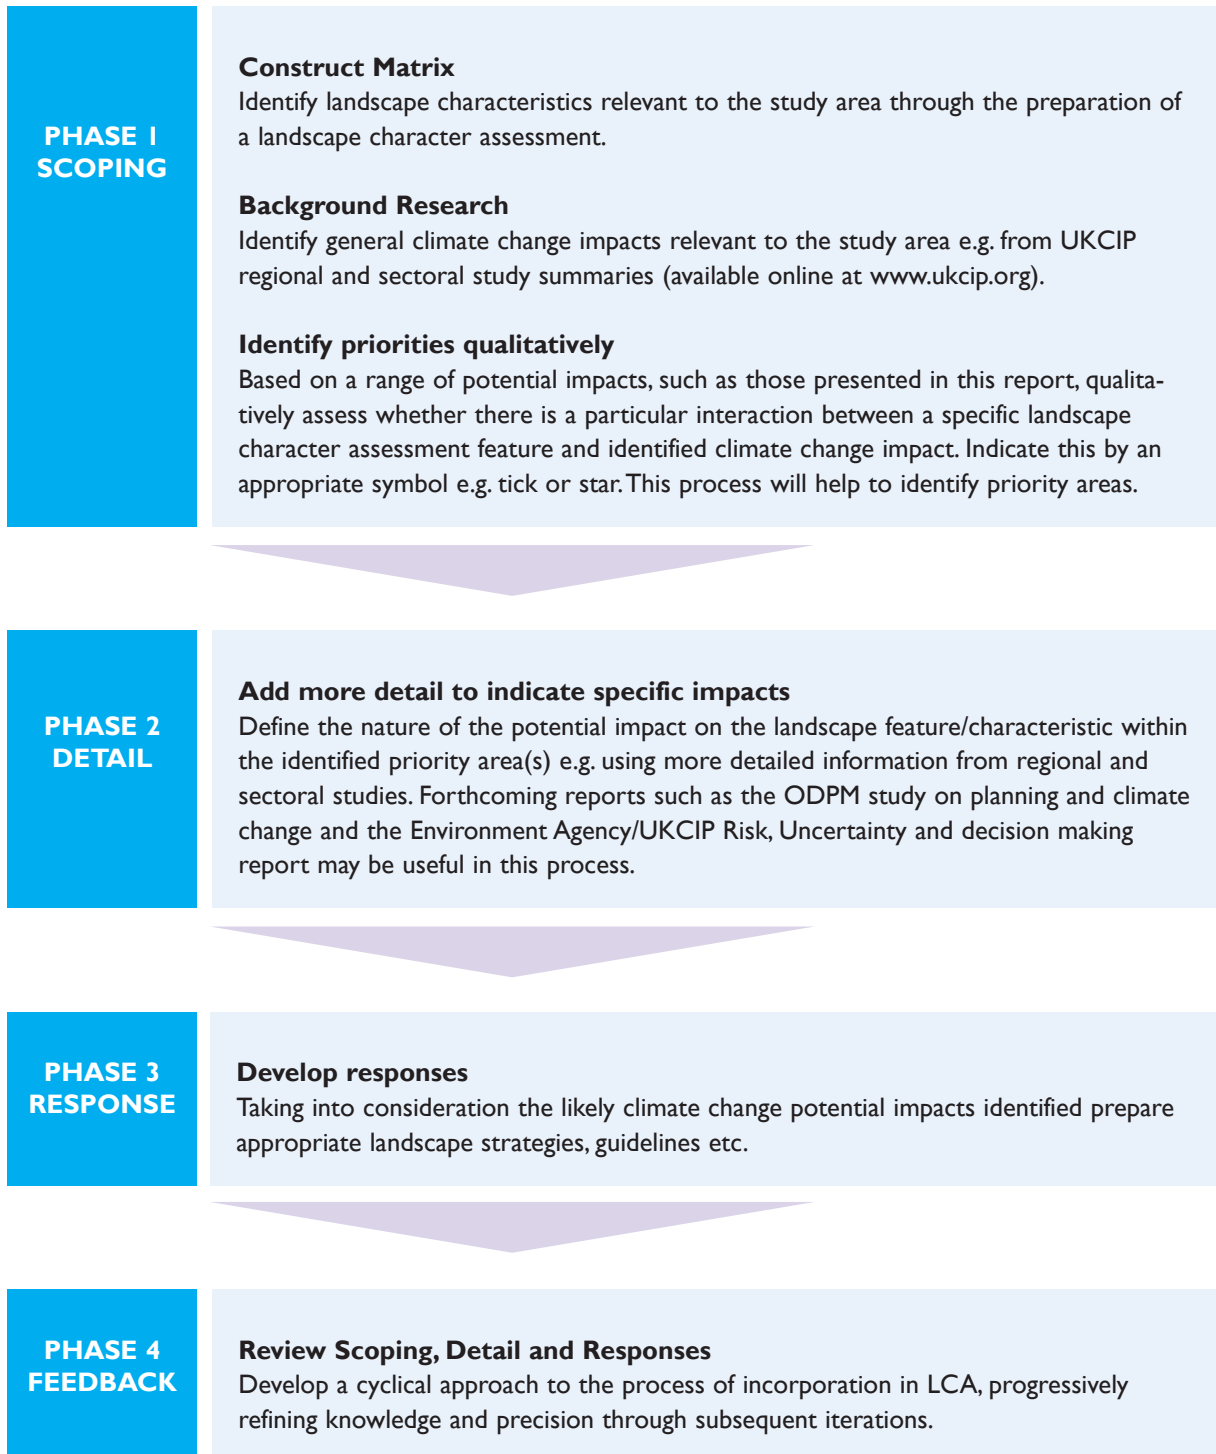 PHASE 1
SCOPING
Construct Matrix
Identify landscape characteristics relevant to the study area through the preparation of
a landscape character assessment.
Background Research
Identify general climate change impacts relevant to the study area e.g. from UKCIP
regional and sectoral study summaries (available online at www.ukcip.org).
Identify priorities qualitatively
Based on a range of potential impacts, such as those presented in this report, qualita-
tively assess whether there is a particular interaction between a specific landscape
character assessment feature and identified climate change impact. Indicate this by an
appropriate symbol e.g. tick or star. This process will help to identify priority areas.
PHASE 2
DETAIL
Add more detail to indicate specific impacts
Define the nature of the potential impact on the landscape feature/characteristic within
the identified priority area(s) e.g. using more detailed information from regional and
sectoral studies. Forthcoming reports such as the ODPM study on planning and climate
change and the Environment Agency/UKCIP Risk, Uncertainty and decision making
report may be useful in this process.
PHASE 3
RESPONSE
Develop responses
Taking into consideration the likely climate change potential impacts identified prepare
appropriate landscape strategies, guidelines etc.
PHASE 4
FEEDBACK
Review Scoping, Detail and Responses
Develop a cyclical approach to the process of incorporation in LCA, progressively
refining knowledge and precision through subsequent iterations.